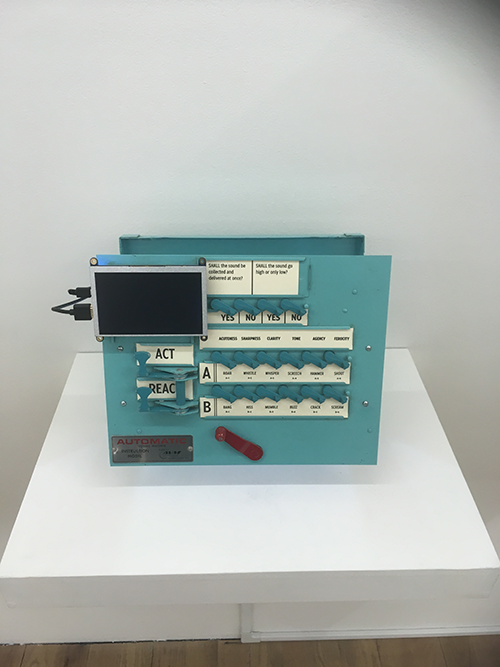 SHALL the sound be
collected and
delivered at once?
SHALL the sound go
high or only low?
YES NO YES NO
ACUTENESS SHARPNESS CLARITY TONE AGENCY FEROCITY
ACT
A
ROAR WHISTLE WHISPER SCREECH HAMMER SHOUT
REACT
B
BANG HISS MUMBLE BUZZ CRACK SCREAM
AUTOMATIC